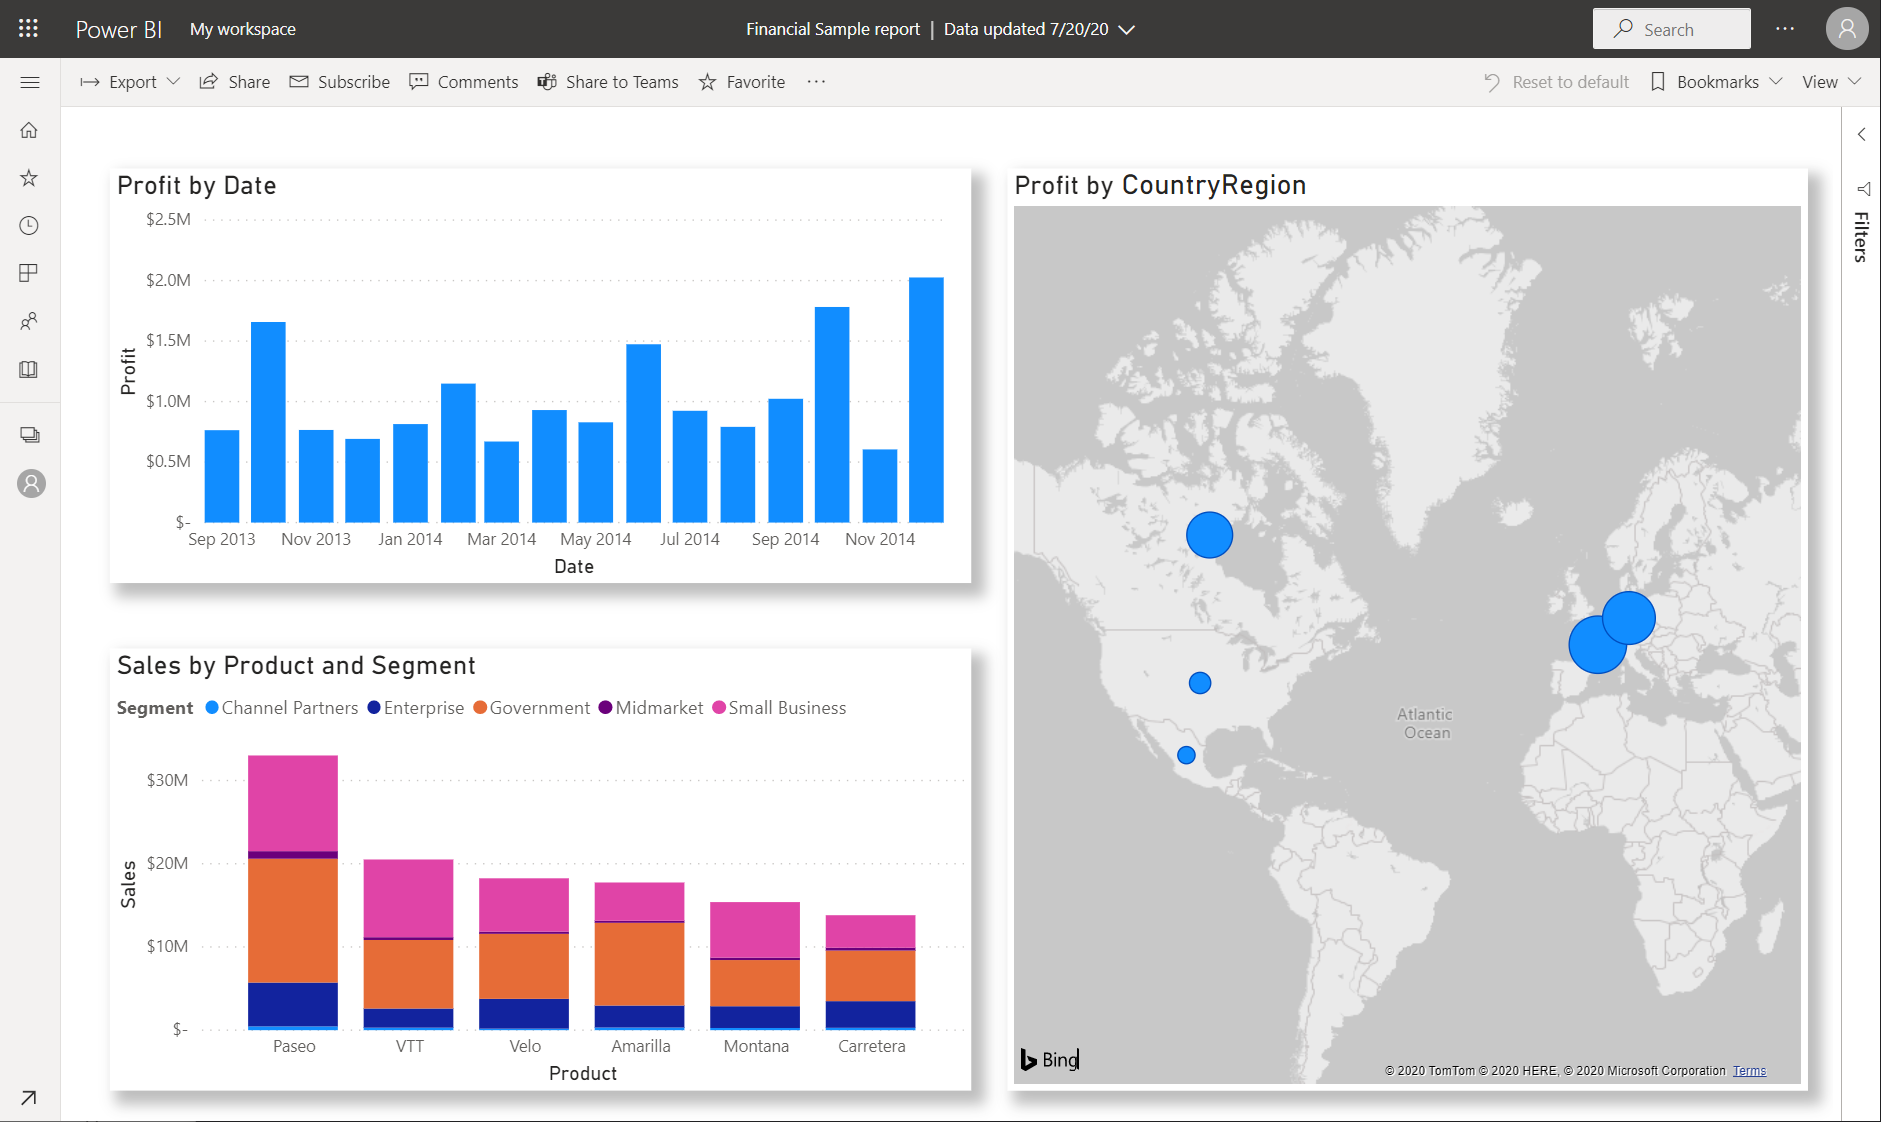 Power BI
My workspace
Financial Sample report | Data updated 7/20/20
Search
Export
Share
Subscribe
Comments
Share to Teams
Favorite
Reset to default
Bookmarks
View
Filters
Profit by Date
Profit
$2.5M
$2.0M
$1.5M
$1.0M
$0.5M
$-
Sep 2013
Nov 2013
Jan 2014
Mar 2014
May 2014
Jul 2014
Sep 2014
Nov 2014
Date
Sales by Product and Segment
Segment Channel Partners Enterprise Government Midmarket Small Business
Sales
$30M
$20M
$10M
$-
Paseo
VTT
Velo
Amarilla
Montana
Carretera
Product
Profit by CountryRegion
Atlantic
Ocean
Bing
© 2020 TomTom © 2020 HERE, © 2020 Microsoft Corporation Terms